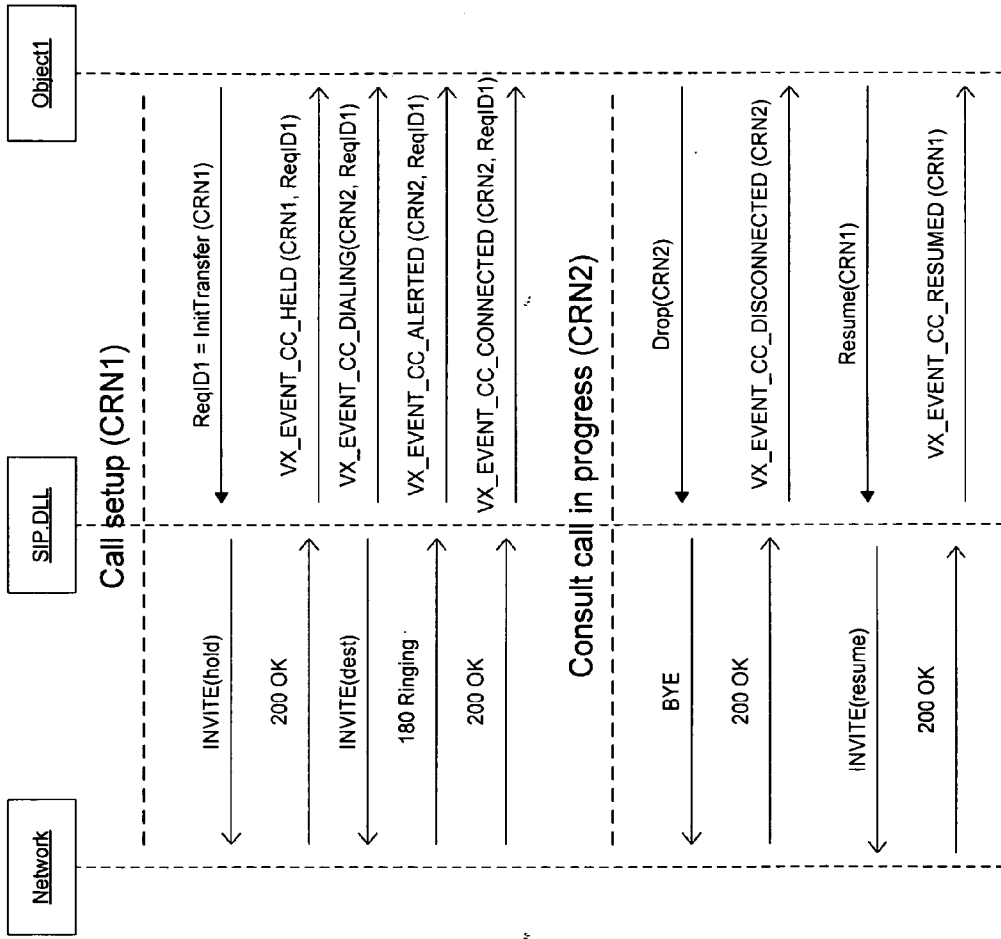 Network
SIP.DLL
Object1
Call setup (CRN1)
ReqID1 = InitTransfer (CRN1)
INVITE(hold)
200 OK
VX_EVENT_CC_HELD (CRN1, ReqID1)
INVITE(dest)
VX_EVENT_CC_DIALING(CRN2, ReqID1)
180 Ringing
VX_EVENT_CC_ALERTED (CRN2, ReqID1)
200 OK
VX_EVENT_CC_CONNECTED (CRN2, ReqID1)
Consult call in progress (CRN2)
Drop(CRN2)
BYE
200 OK
VX_EVENT_CC_DISCONNECTED (CRN2)
Resume(CRN1)
INVITE(resume)
200 OK
VX_EVENT_CC_RESUMED (CRN1)